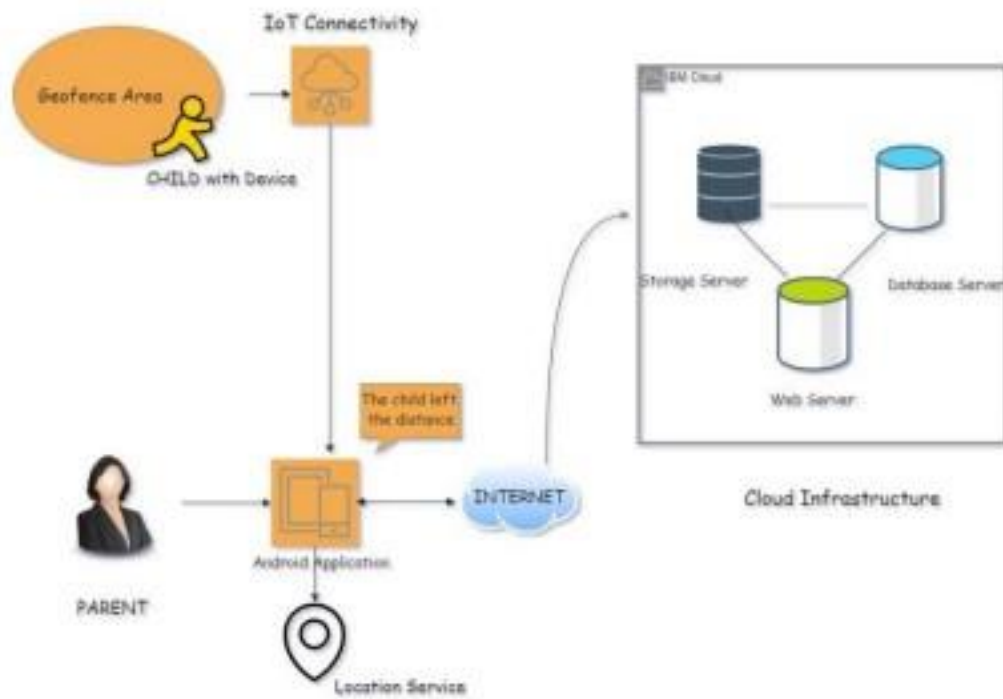 IoT Connectivity
Geofence Area
CHILD with Device
IBM Cloud
Storage Server
Database Server
Web Server
The child left
the distance.
INTERNET
Cloud Infrastructure
Android Application
PARENT
Location Service